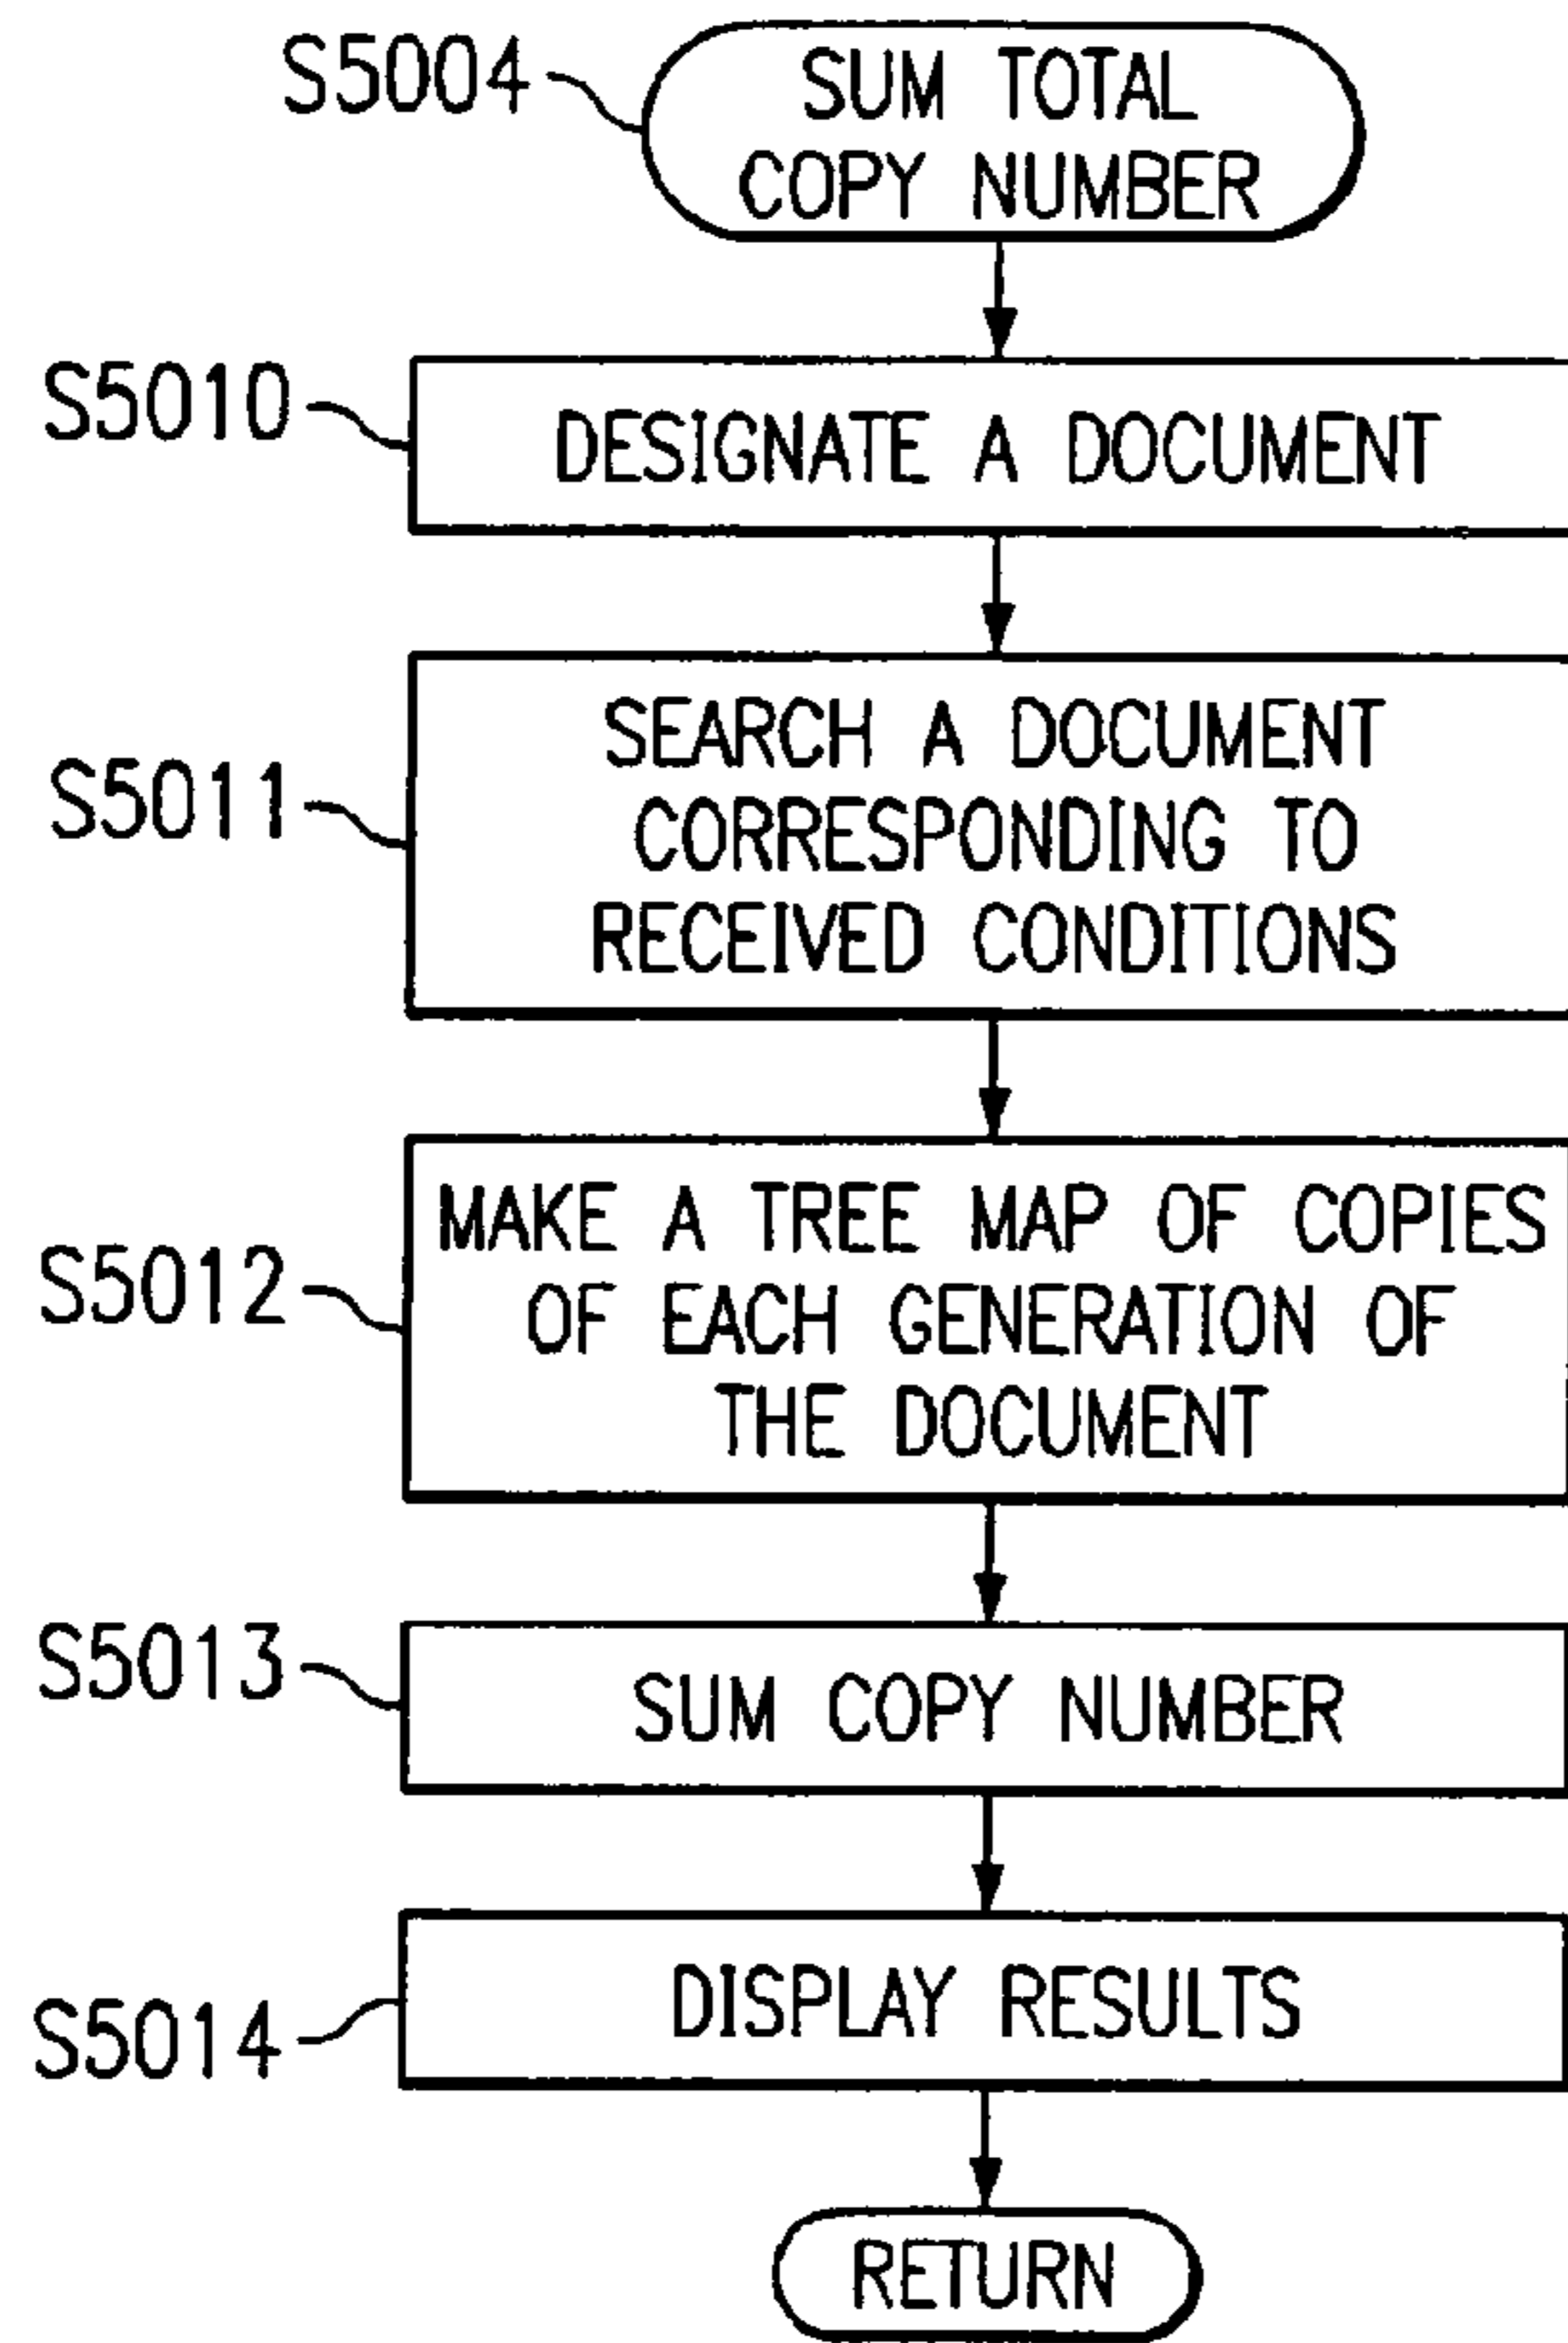 S5004
SUM TOTAL
COPY NUMBER
S5010
DESIGNATE A DOCUMENT
S5011
SEARCH A DOCUMENT
CORRESPONDING TO
RECEIVED CONDITIONS
S5012
MAKE A TREE MAP OF COPIES
OF EACH GENERATION OF
THE DOCUMENT
S5013
SUM COPY NUMBER
S5014
DISPLAY RESULTS
RETURN